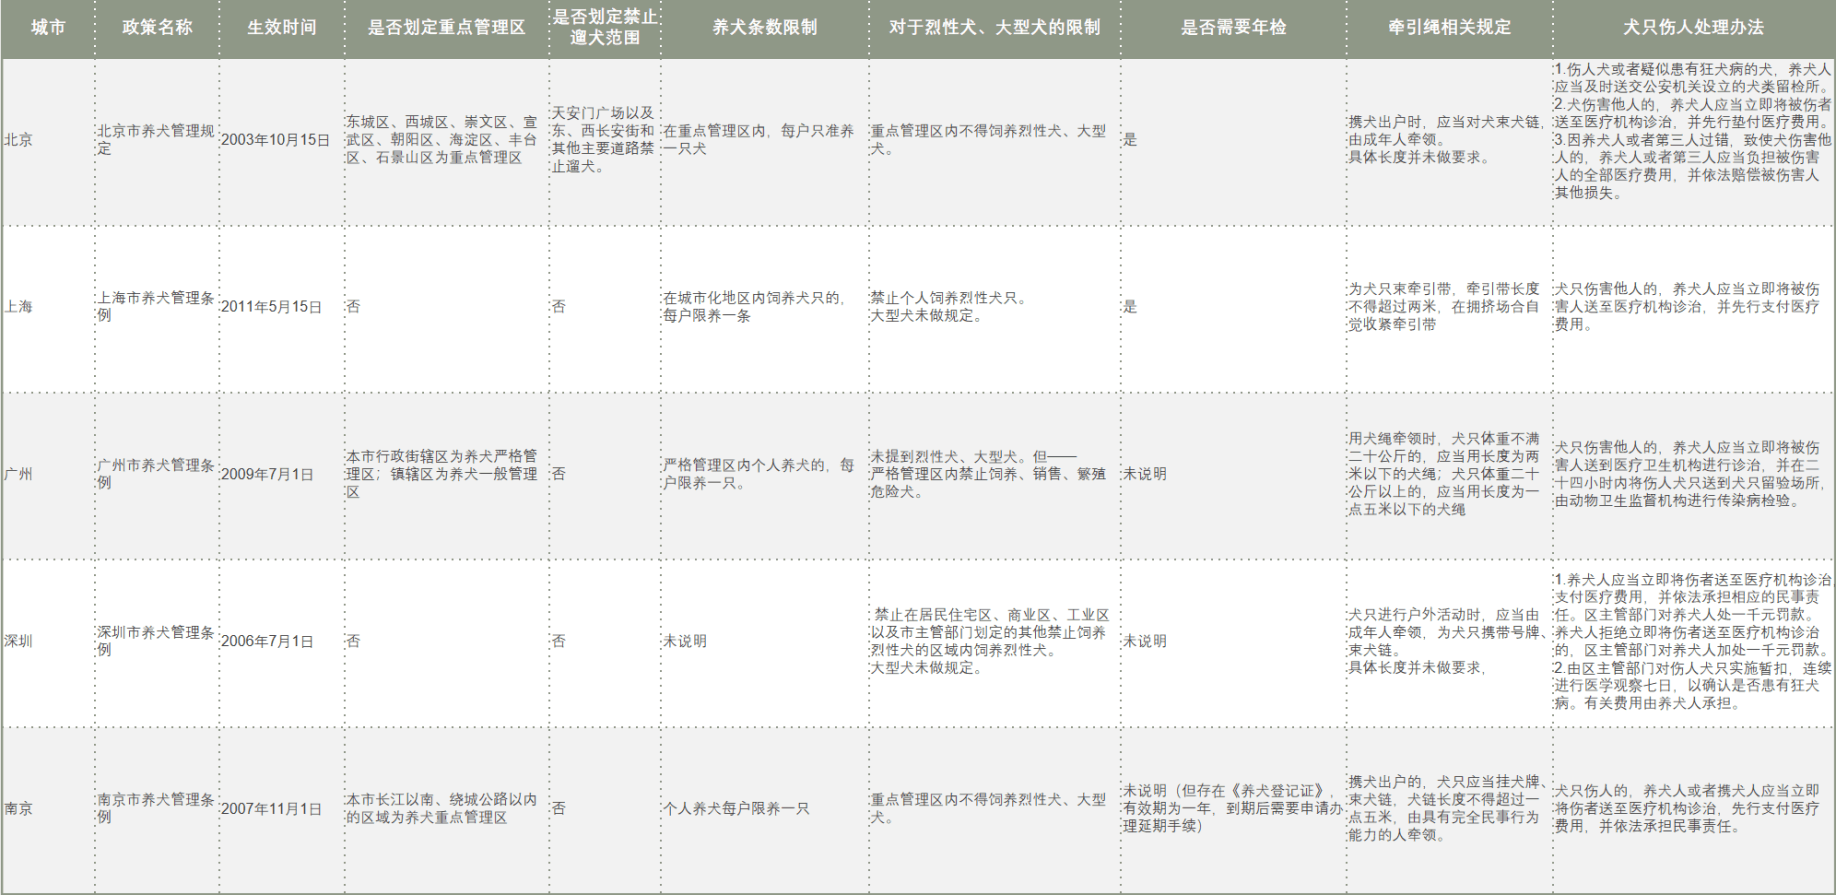 城市
政策名称
生效时间
是否划定重点管理区
是否划定禁止
遛犬范围
养犬条数限制
对于烈性犬、大型犬的限制
是否需要年检
牵引绳相关规定
犬只伤人处理办法
北京
北京市养犬管理规
定
2003年10月15日
东城区、西城区、崇文区、宣
武区、朝阳区、海淀区、丰台
区、石景山区为重点管理区
天安门广场以及
东、西长安街和
其他主要道路禁
止遛犬。
在重点管理区内，每户只准养
一只犬
重点管理区内不得饲养烈性犬、大型
犬。
是
携犬出户时，应当对犬束犬链，
由成年人牵领。
具体长度并未做要求。
1.伤人犬或者疑似患有狂犬病的犬，养犬人
应当及时送交公安机关设立的犬类留检所。
2.犬伤害他人的，养犬人应当立即将被伤者
送至医疗机构诊治，并先行垫付医疗费用。
3.因养犬人或者第三人过错，致使犬伤害他
人的，养犬人或者第三人应当负担被伤害
人的全部医疗费用，并依法赔偿被伤害人
其他损失。
上海
上海市养犬管理条
例
2011年5月15日
否
否
在城市化地区内饲养犬只的，
每户限养一条
禁止个人饲养烈性犬只。
大型犬未做规定。
是
为犬只束牵引带，牵引带长度
不得超过两米，在拥挤场合自
觉收紧牵引带
犬只伤害他人的，养犬人应当立即将被伤
害人送至医疗机构诊治，并先行支付医疗
费用。
广州
广州市养犬管理条
例
2009年7月1日
本市行政街辖区为养犬严格管
理区；镇辖区为养犬一般管理
区
否
严格管理区内个人养犬的，每
户限养一只。
未提到烈性犬、大型犬。但——
严格管理区内禁止饲养、销售、繁殖
危险犬。
未说明
用犬绳牵领时，犬只体重不满
二十公斤的，应当用长度为两
米以下的犬绳；犬只体重二十
公斤以上的，应当用长度为一
点五米以下的犬绳
犬只伤害他人的，养犬人应当立即将被伤
害人送到医疗卫生机构进行诊治，并在二
十四小时内将伤人犬只送到犬只留验场所，
由动物卫生监督机构进行传染病检验。
深圳
深圳市养犬管理条
例
2006年7月1日
否
否
未说明
禁止在居民住宅区、商业区、工业区
以及市主管部门划定的其他禁止饲养
烈性犬的区域内饲养烈性犬。
大型犬未做规定。
未说明
犬只进行户外活动时，应当由
成年人牵领，为犬只携带号牌、
束犬链。
具体长度并未做要求，
1.养犬人应当立即将伤者送至医疗机构诊治，
支付医疗费用，并依法承担相应的民事责
任。区主管部门对养犬人处一千元罚款。
养犬人拒绝立即将伤者送至医疗机构诊治
的，区主管部门对养犬人加处一千元罚款。
2.由区主管部门对伤人犬只实施暂扣，连续
进行医学观察七日，以确认是否患有狂犬
病。有关费用由养犬人承担。
南京
南京市养犬管理条
例
2007年11月1日
本市长江以南、绕城公路以内
的区域为养犬重点管理区
否
个人养犬每户限养一只
重点管理区内不得饲养烈性犬、大型
犬。
未说明（但存在《养犬登记证》，
有效期为一年，到期后需要申请办
理延期手续）
携犬出户的，犬只应当挂犬牌、
束犬链，犬链长度不得超过一
点五米，由具有完全民事行为
能力的人牵领。
犬只伤人的，养犬人或者携犬人应当立即
将伤者送至医疗机构诊治，先行支付医疗
费用，并依法承担民事责任。